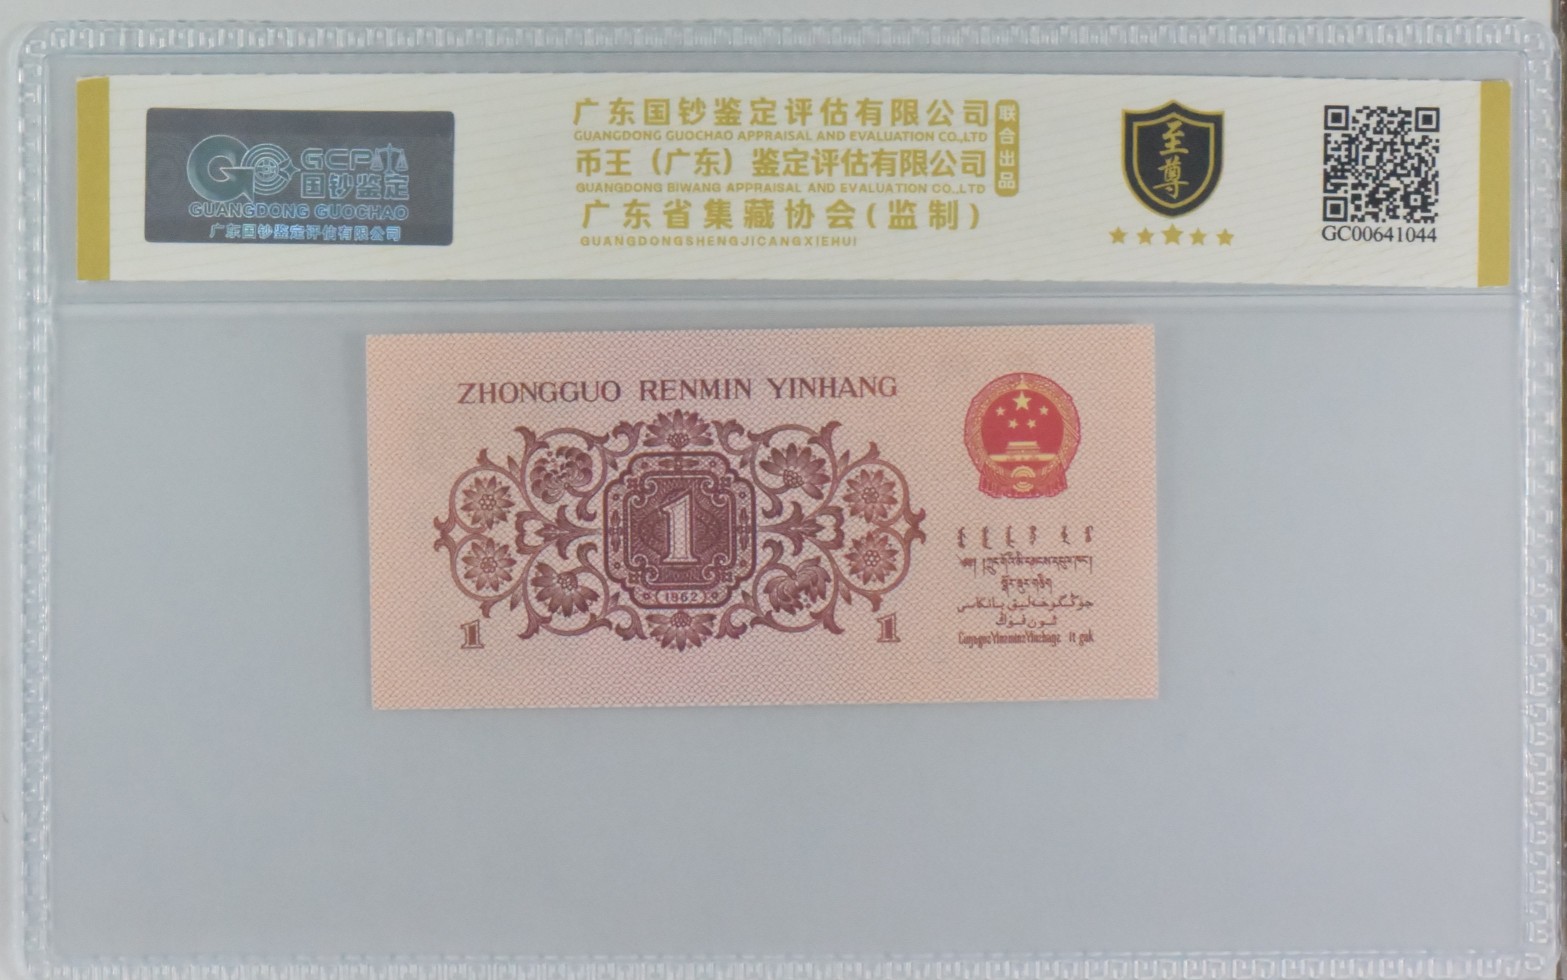 GCP
国钞鉴定
GUANGDONG GUOCHAO
广东国钞鉴定评估有限公司
广东国钞鉴定评估有限公司
GUANGDONG GUOCHAO APPRAISAL AND EVALUATION CO.,LTD
币王（广东）鉴定评估有限公司
GUANGDONG BIWANG APPRAISAL AND EVALUATION CO.,LTD
广东省集藏协会(监制)
GUANGDONGSHENGJICANGXIEHUI
联合出品
至尊
GC00641044
ZHONGGUO RENMIN YINHANG
1
1962
1
1
جۇڭگو خەلىق بانكاسى